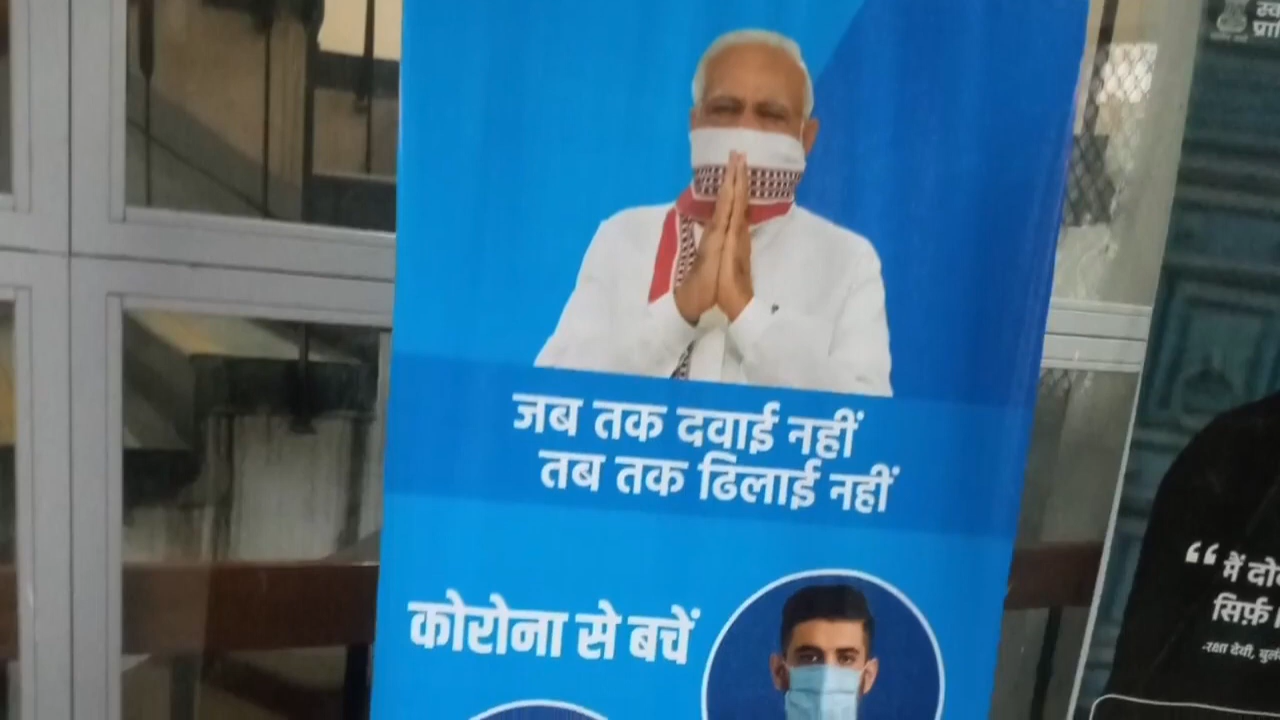 जब तक दवाई नहीं
तब तक ढिलाई नहीं
कोरोना से बचें
“ मैं
सिर्फ़
-रक्षा देवी,